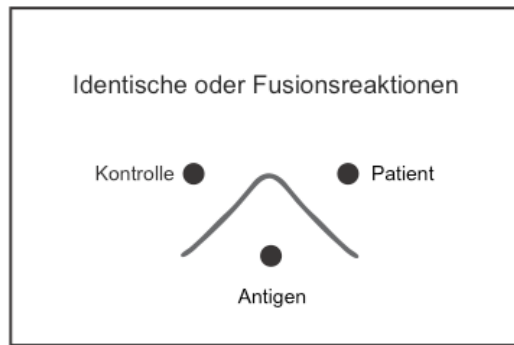 Identische oder Fusionsreaktionen
Kontrolle Patient
Antigen